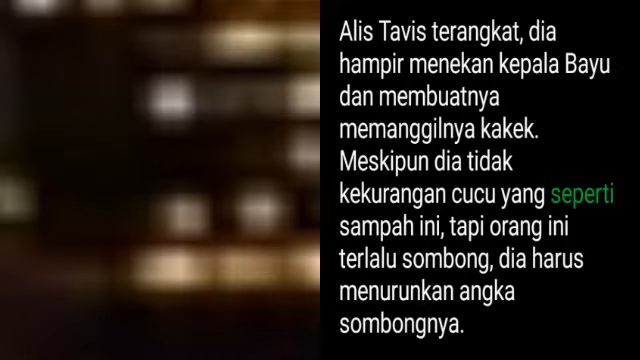 Alis Tavis terangkat, dia
hampir menekan kepala Bayu
dan membuatnya
memanggilnya kakek.
Meskipun dia tidak
kekurangan cucu yang seperti
sampah ini, tapi orang ini
terlalu sombong, dia harus
menurunkan angka
sombongnya.